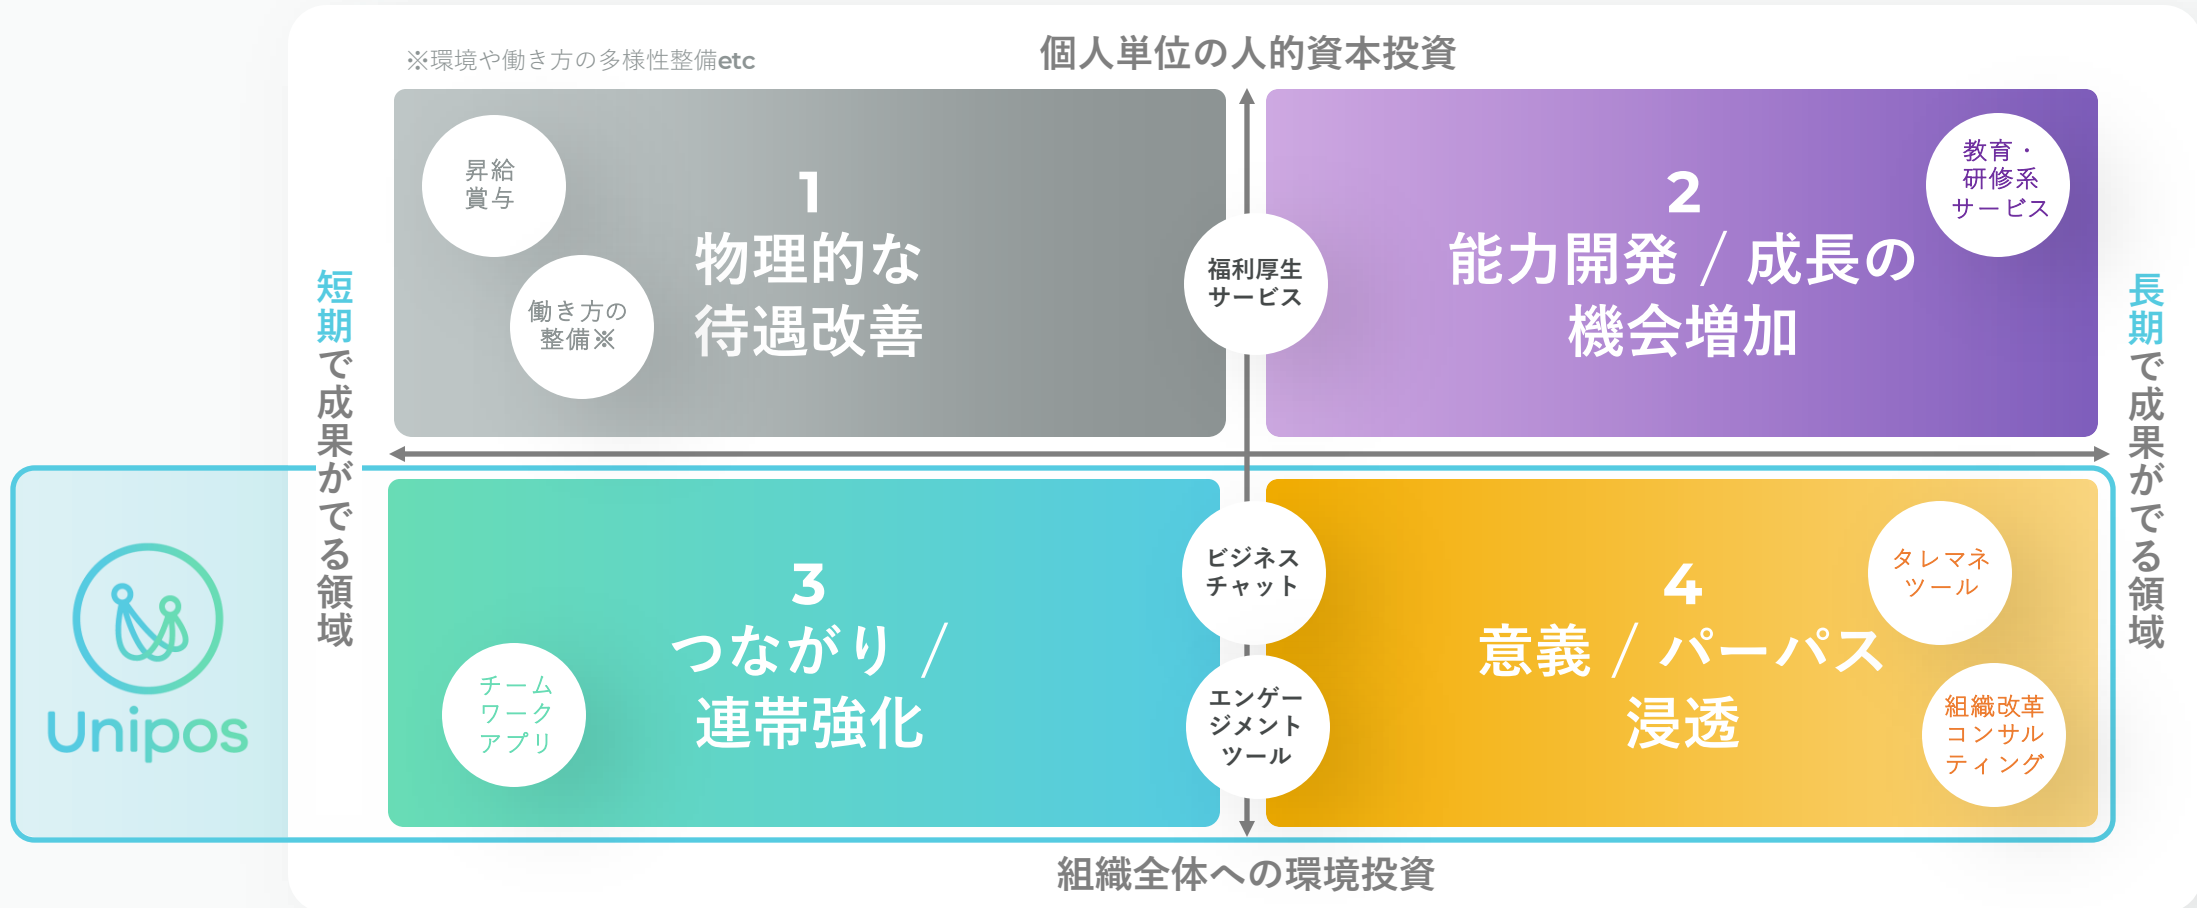 ※環境や働き方の多様性整備etc
個人単位の人的資本投資
昇給
賞与
働き方の
整備※
1
物理的な
待遇改善
福利厚生
サービス
2
能力開発 / 成長の
機会増加
教育・
研修系
サービス
短期で成果がでる領域
長期で成果がでる領域
Unipos
3
つながり /
連帯強化
チーム
ワーク
アプリ
ビジネス
チャット
エンゲー
ジメント
ツール
4
意義 / パーパス
浸透
タレマネ
ツール
組織改革
コンサル
ティング
組織全体への環境投資